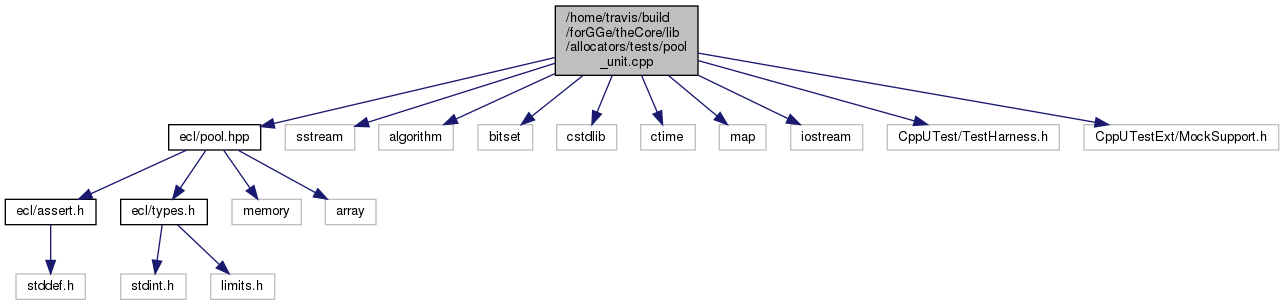 /home/travis/build
/forGGe/theCore/lib
/allocators/tests/pool
_unit.cpp
ecl/pool.hpp
sstream
algorithm
bitset
cstdlib
ctime
map
iostream
CppUTest/TestHarness.h
CppUTestExt/MockSupport.h
ecl/assert.h
ecl/types.h
memory
array
stddef.h
stdint.h
limits.h